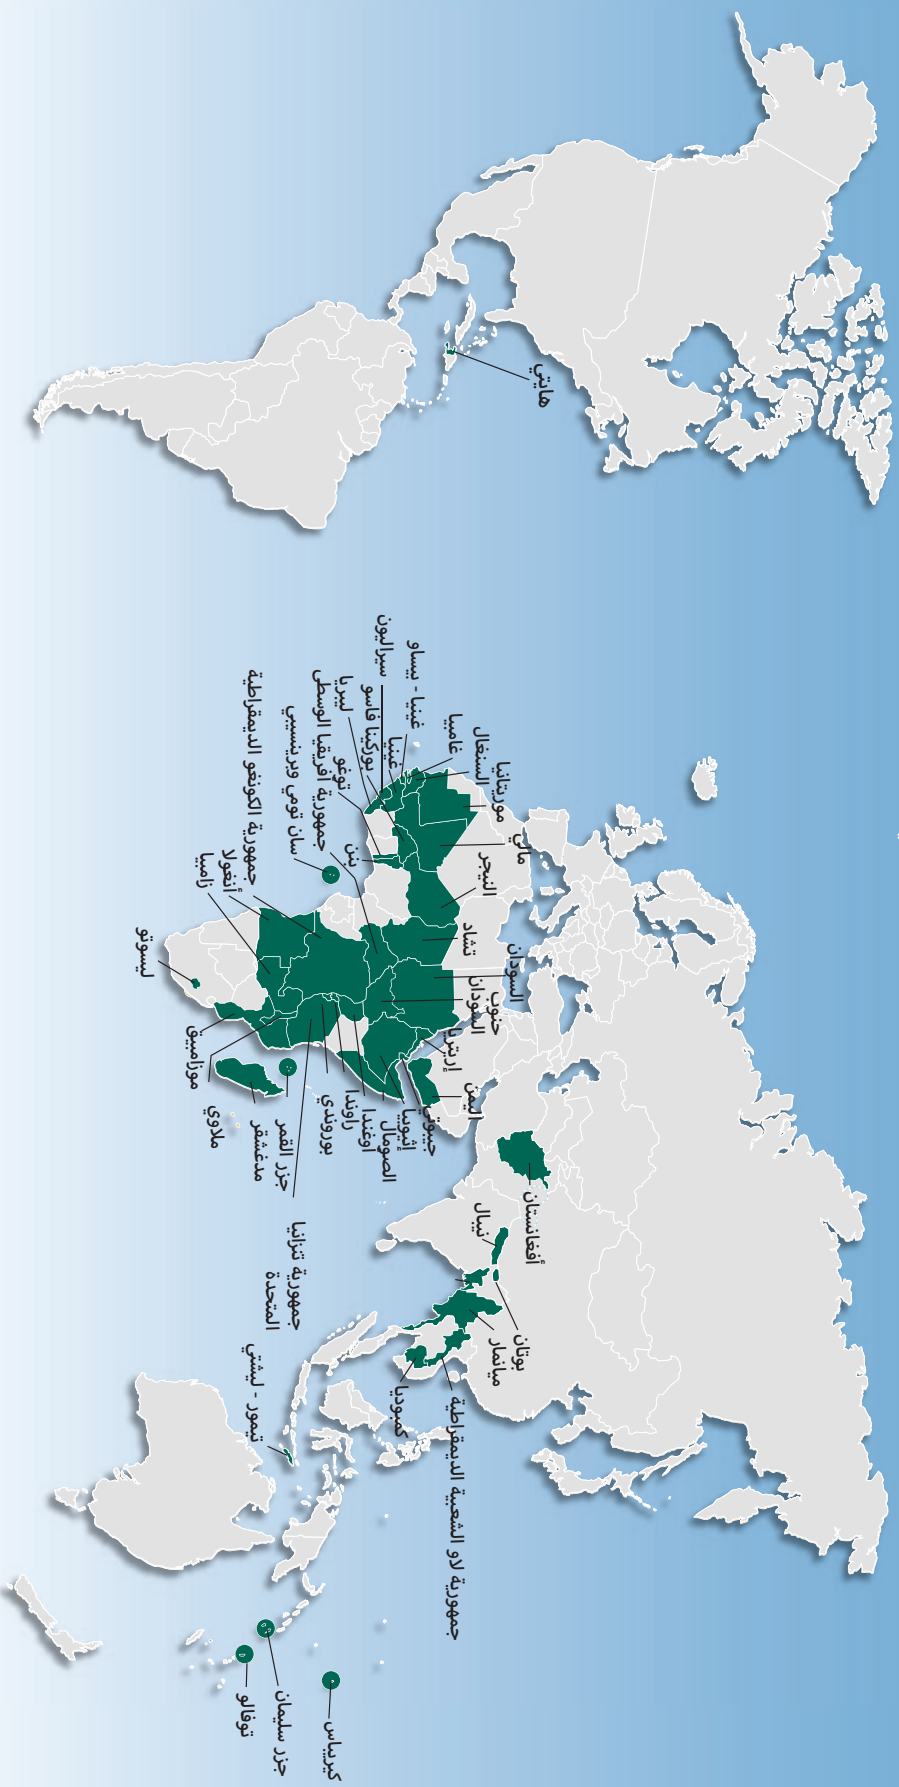 هايتي
موريتانيا
السنغال
غامبيا
غينيا - بيساو
سيراليون
غينيا
بوركينا فاسو
ليبريا
توغو
جمهورية أفريقيا الوسطى
سان تومي وبرينسيبي
جمهورية الكونغو الديمقراطية
أنغولا
زامبيا
بنن
مالي
النيجر
تشاد
السودان
جنوب
السودان
إريتريا
اليمن
جيبوتي
إثيوبيا
الصومال
أوغندا
راوندا
بوروندي
جزر القمر
مدغشقر
ملاوي
موزامبيق
ليسوتو
جمهورية تنزانيا
المتحدة
أفغانستان
نيبال
بوتان
ميانمار
جمهورية لاو الشعبية الديمقراطية
كمبوديا
تيمور - ليشتي
جزر سليمان
توفالو
كيريباس